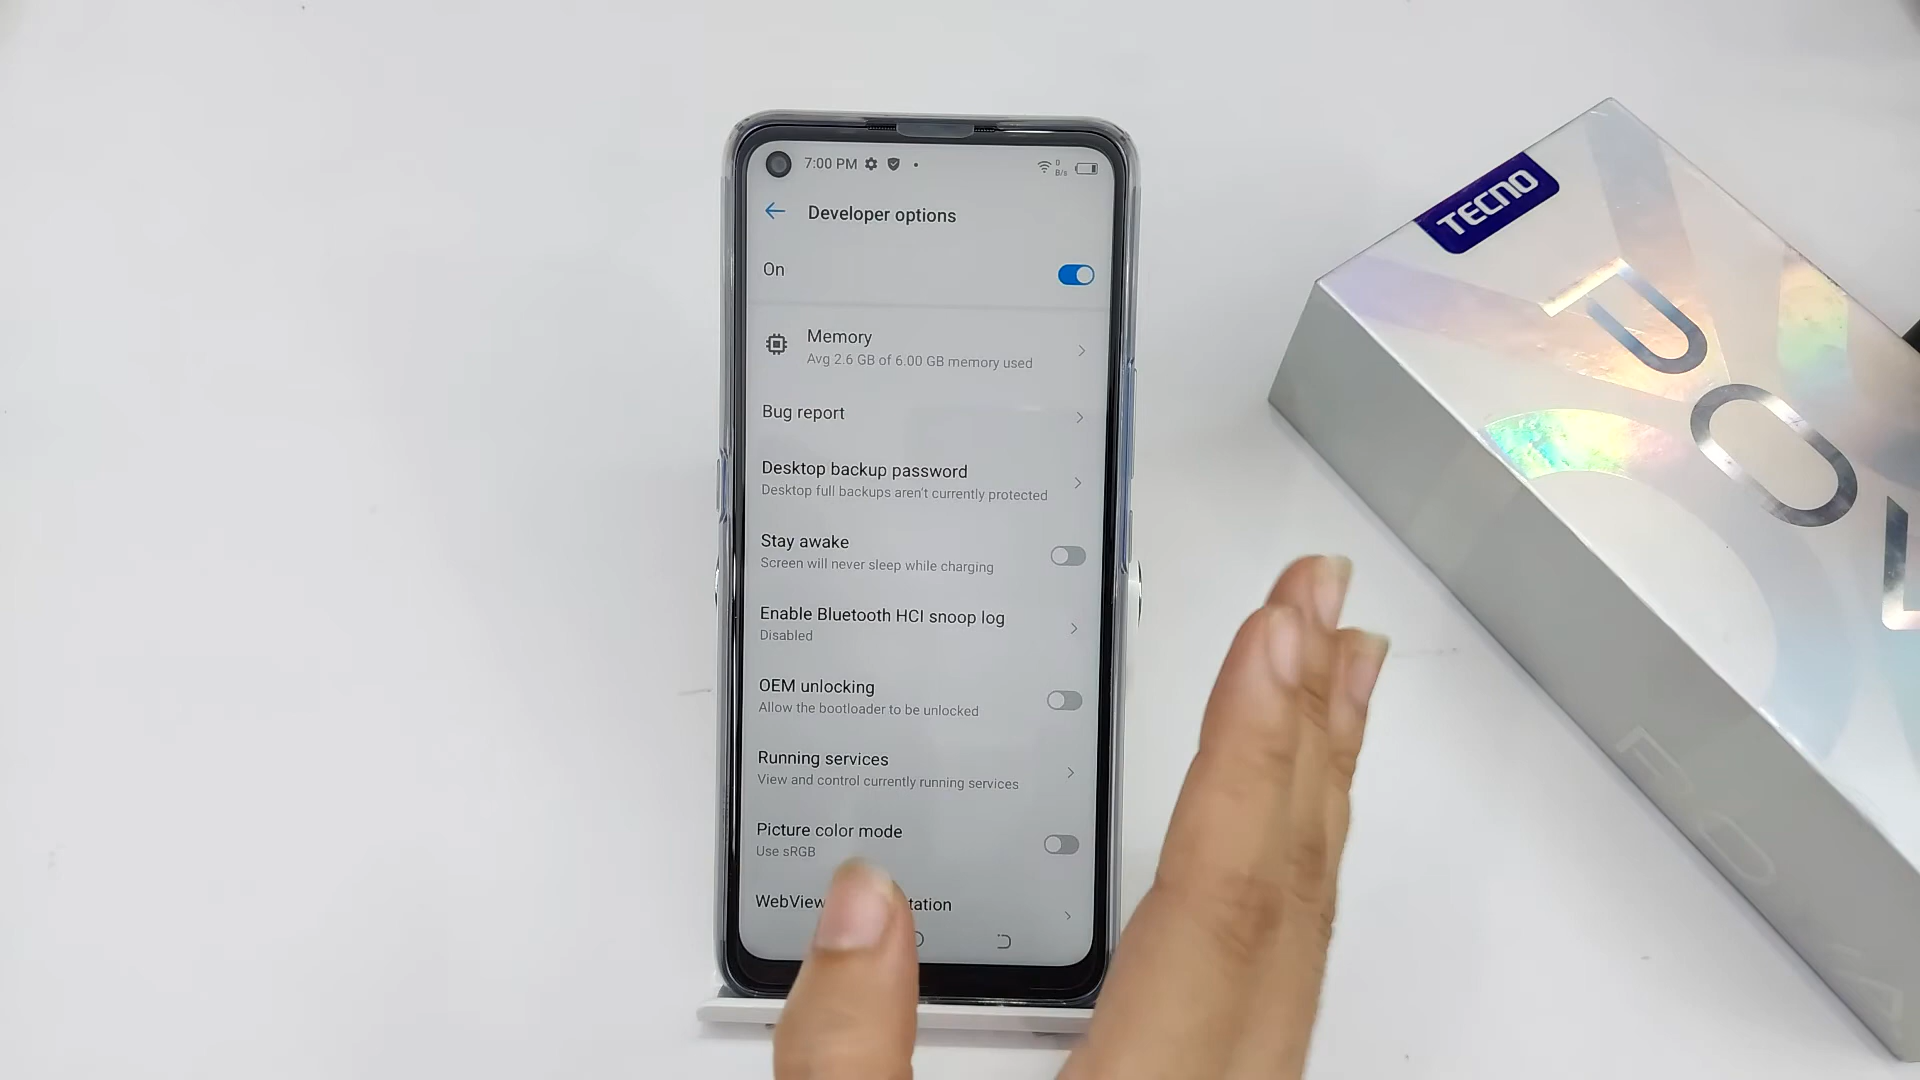 7:00 PM
0
B/s
Developer options
On
Memory
Avg 2.6 GB of 6.00 GB memory used
Bug report
Desktop backup password
Desktop full backups aren't currently protected
Stay awake
Screen will never sleep while charging
Enable Bluetooth HCI snoop log
Disabled
OEM unlocking
Allow the bootloader to be unlocked
Running services
View and control currently running services
Picture color mode
Use sRGB
TECNO